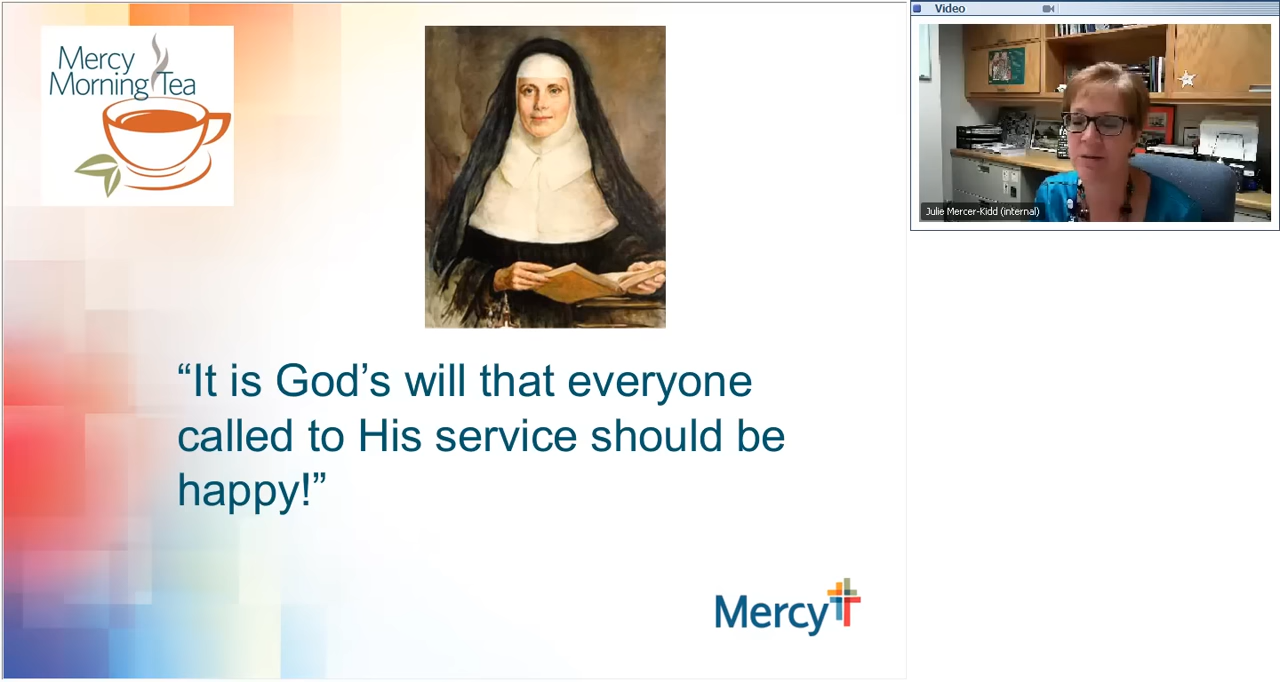 Mercy
Morning Tea
“It is God’s will that everyone
called to His service should be
happy!”
Mercy
Video
Julie Mercer-Kidd (internal)